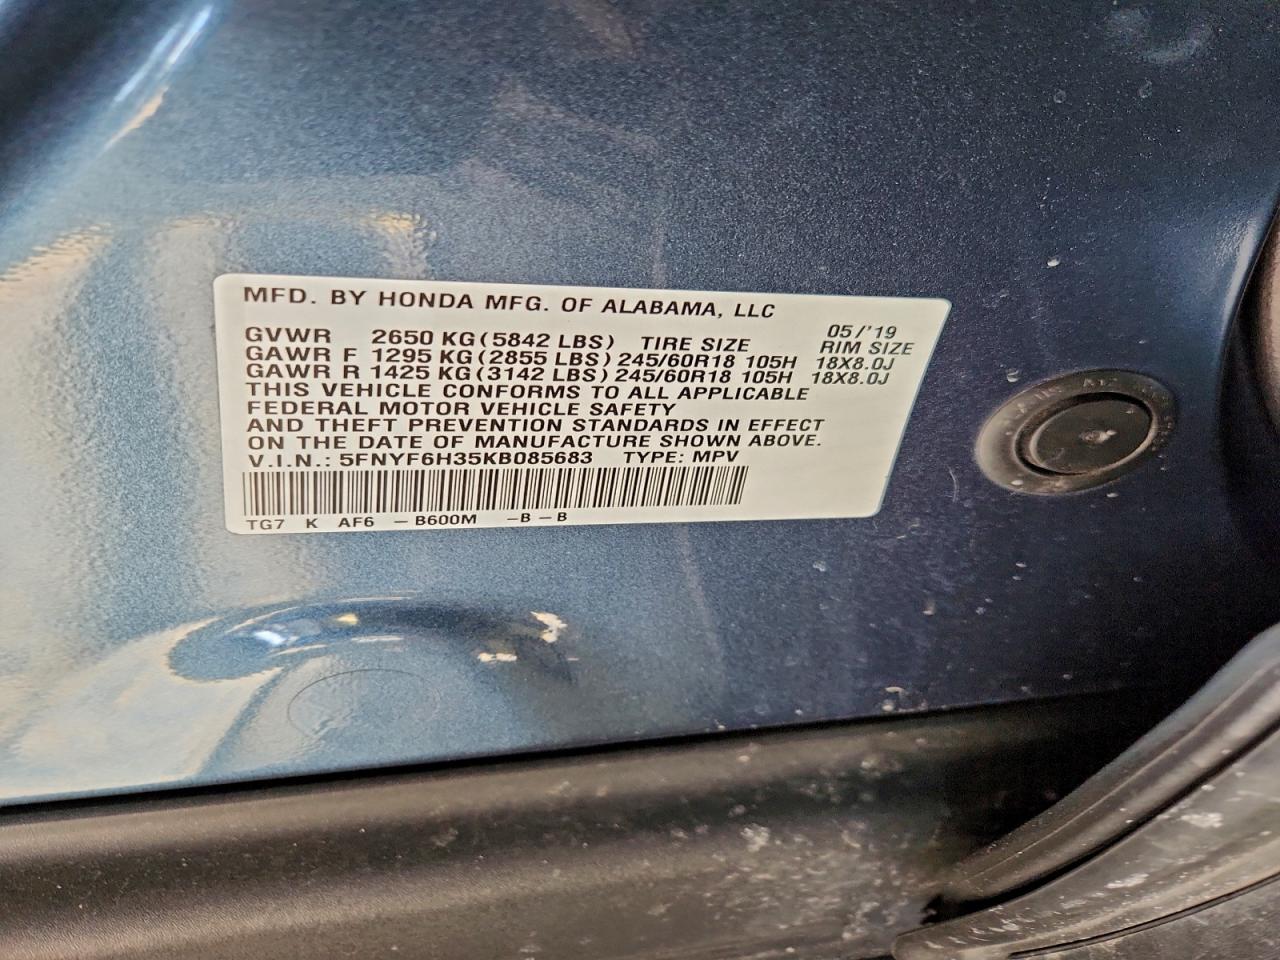 MFD. BY HONDA MFG. OF ALABAMA, LLC
05/'19
GVWR 2650 KG (5842 LBS) TIRE SIZE RIM SIZE
GAWR F 1295 KG (2855 LBS) 245/60R18 105H 18X8.0J
GAWR R 1425 KG (3142 LBS) 245/60R18 105H 18X8.0J
THIS VEHICLE CONFORMS TO ALL APPLICABLE
FEDERAL MOTOR VEHICLE SAFETY
AND THEFT PREVENTION STANDARDS IN EFFECT
ON THE DATE OF MANUFACTURE SHOWN ABOVE.
V.I.N.: 5FNYF6H35KB085683 TYPE: MPV
TG7 K AF6 – B600M –B – B